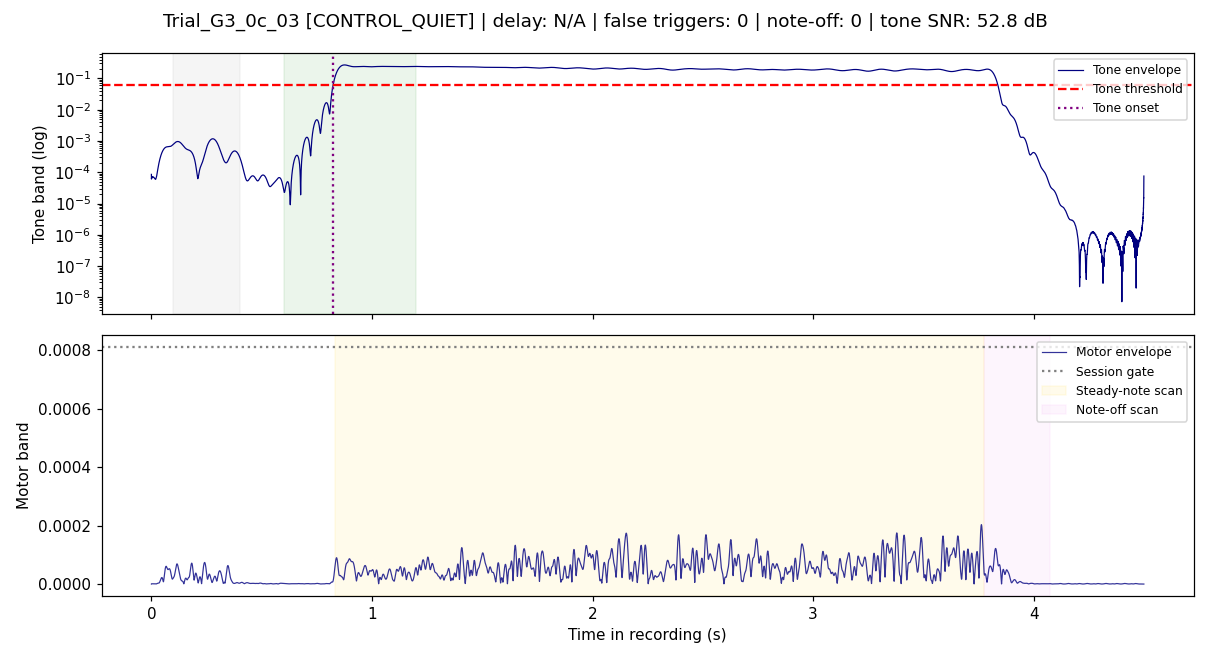 Trial_G3_0c_03 [CONTROL_QUIET] | delay: N/A | false triggers: 0 | note-off: 0 | tone SNR: 52.8 dB
Tone band (log)
10⁻¹
10⁻²
10⁻³
10⁻⁴
10⁻⁵
10⁻⁶
10⁻⁷
10⁻⁸
Tone envelope
Tone threshold
Tone onset
Motor band
0.0008
0.0006
0.0004
0.0002
0.0000
Motor envelope
Session gate
Steady-note scan
Note-off scan
0 1 2 3 4
Time in recording (s)